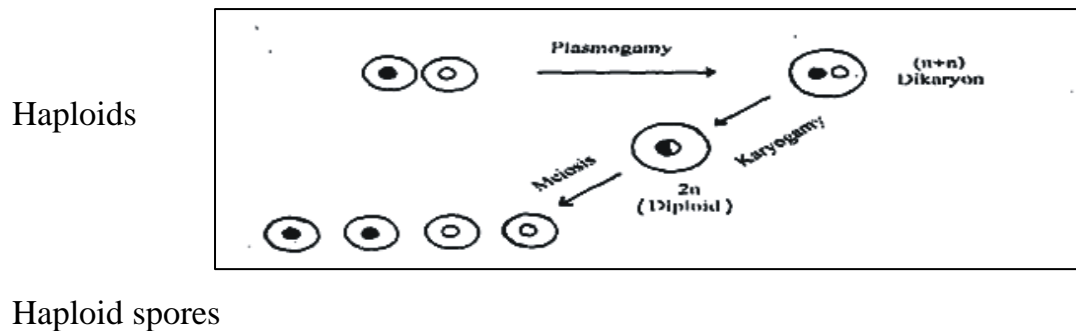 Plasmogamy
(n+n)
Dikaryon
Haploids
Karyogamy
Meiosis
2n
(Diploid)
Haploid spores